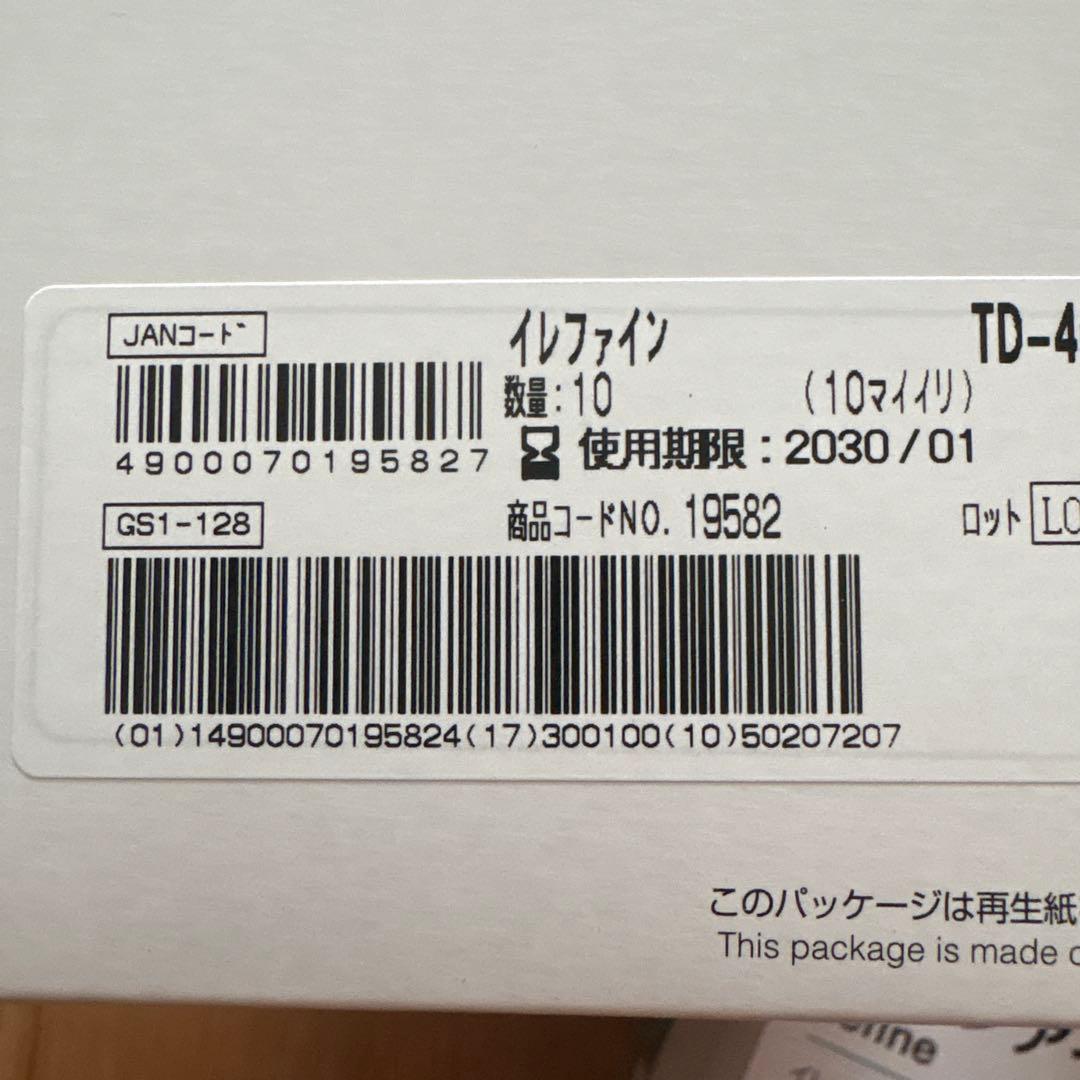 JANコード
イレファイン TD-4
数量:10 (10マイイリ)
使用期限:2030/01
4900070195827
GS1-128
商品コードNO. 19582 ロット LO
(01)14900070195824(17)300100(10)50207207
このパッケージは再生紙
This package is made